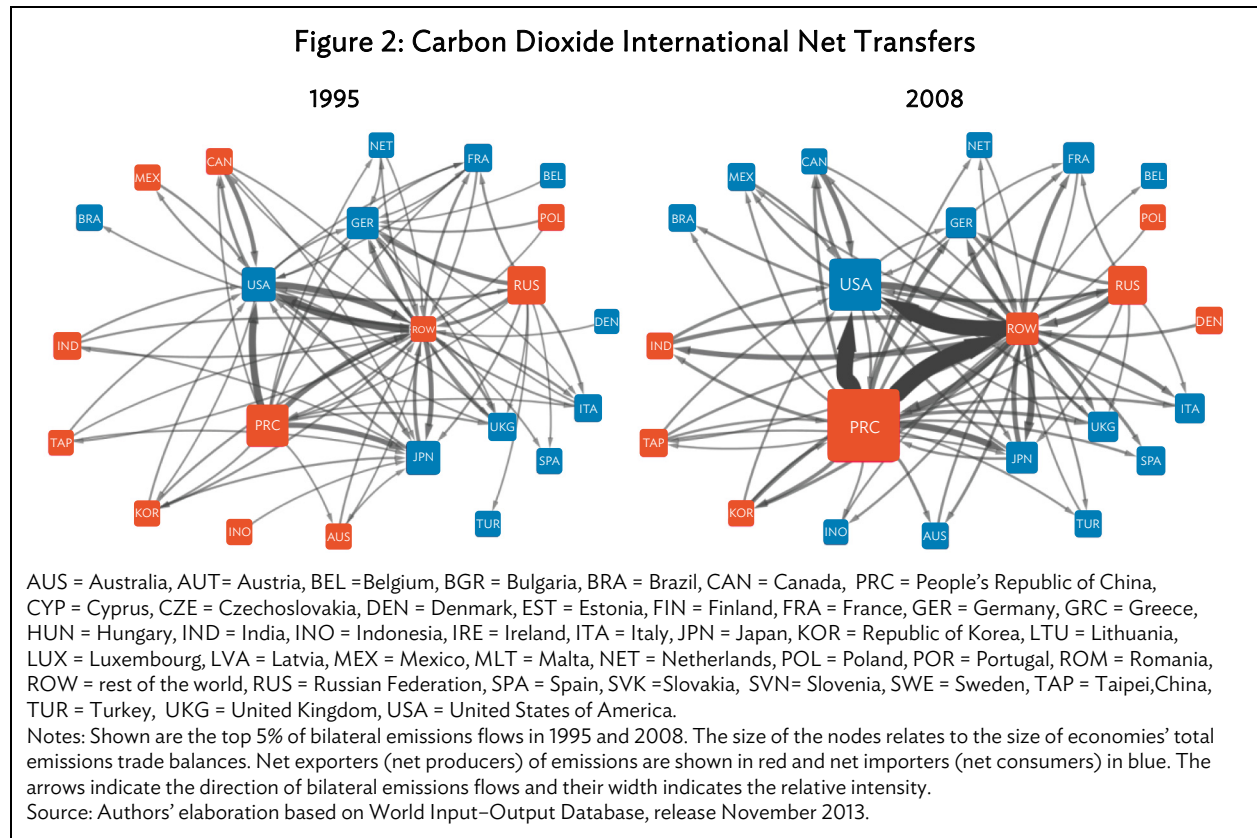 Figure 2: Carbon Dioxide International Net Transfers
1995
2008
NET
CAN
FRA
MEX
BEL
BRA
GER
POL
USA
RUS
ROW
DEN
IND
ITA
PRC
UKG
TAP
JPN
SPA
KOR
INO
AUS
TUR
NET
CAN
FRA
MEX
BEL
BRA
GER
POL
USA
RUS
ROW
DEN
IND
ITA
PRC
UKG
TAP
JPN
SPA
KOR
INO
AUS
TUR
AUS = Australia, AUT= Austria, BEL =Belgium, BGR = Bulgaria, BRA = Brazil, CAN = Canada, PRC = People's Republic of China,
CYP = Cyprus, CZE = Czechoslovakia, DEN = Denmark, EST = Estonia, FIN = Finland, FRA = France, GER = Germany, GRC = Greece,
HUN = Hungary, IND = India, INO = Indonesia, IRE = Ireland, ITA = Italy, JPN = Japan, KOR = Republic of Korea, LTU = Lithuania,
LUX = Luxembourg, LVA = Latvia, MEX = Mexico, MLT = Malta, NET = Netherlands, POL = Poland, POR = Portugal, ROM = Romania,
ROW = rest of the world, RUS = Russian Federation, SPA = Spain, SVK =Slovakia, SVN= Slovenia, SWE = Sweden, TAP = Taipei,China,
TUR = Turkey, UKG = United Kingdom, USA = United States of America.
Notes: Shown are the top 5% of bilateral emissions flows in 1995 and 2008. The size of the nodes relates to the size of economies' total
emissions trade balances. Net exporters (net producers) of emissions are shown in red and net importers (net consumers) in blue. The
arrows indicate the direction of bilateral emissions flows and their width indicates the relative intensity.
Source: Authors' elaboration based on World Input–Output Database, release November 2013.